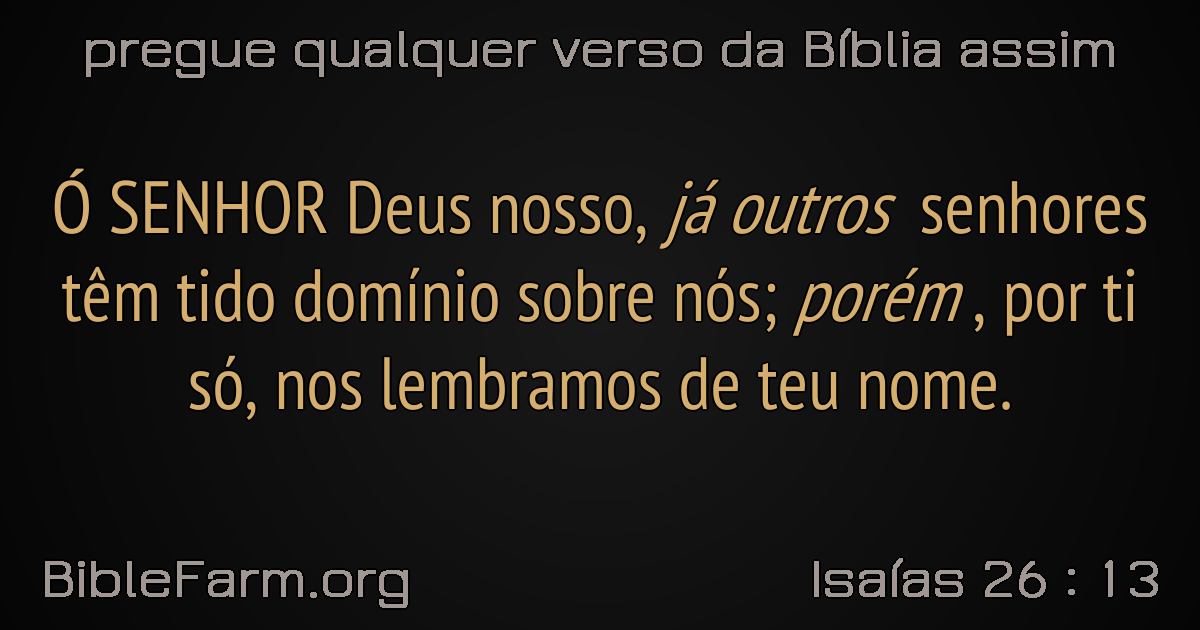 pregue qualquer verso da Bíblia assim
Ó SENHOR Deus nosso, já outros senhores
têm tido domínio sobre nós; porém , por ti
só, nos lembramos de teu nome.
BibleFarm.org
Isaías 26 : 13